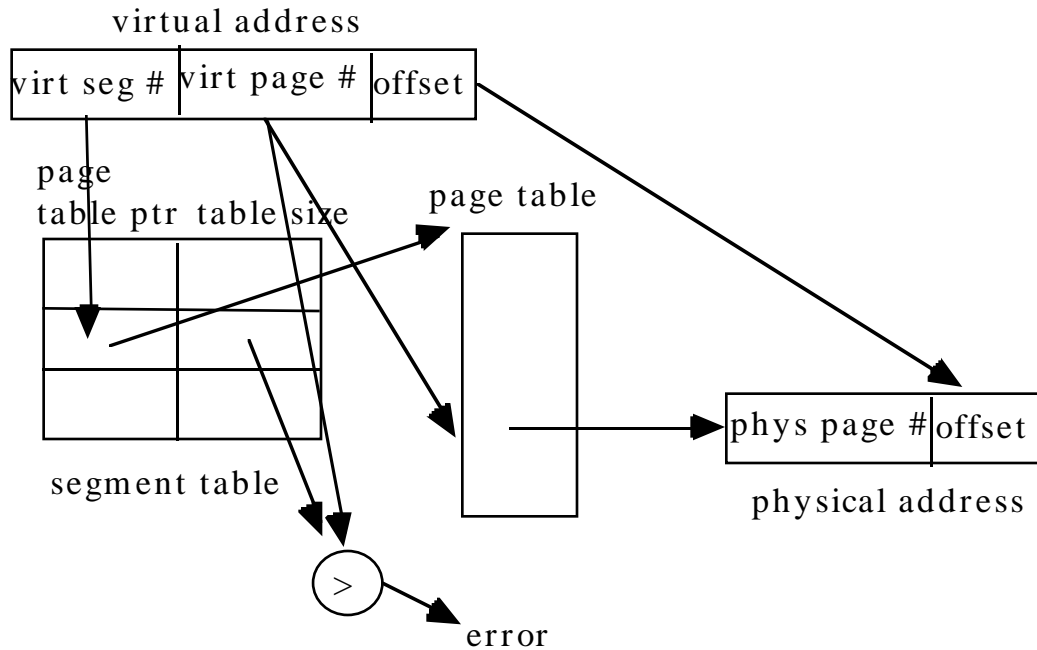 virtual address
virt seg # virt page # offset
page
table ptr table size
page table
phys page # offset
segment table
physical address
>
error